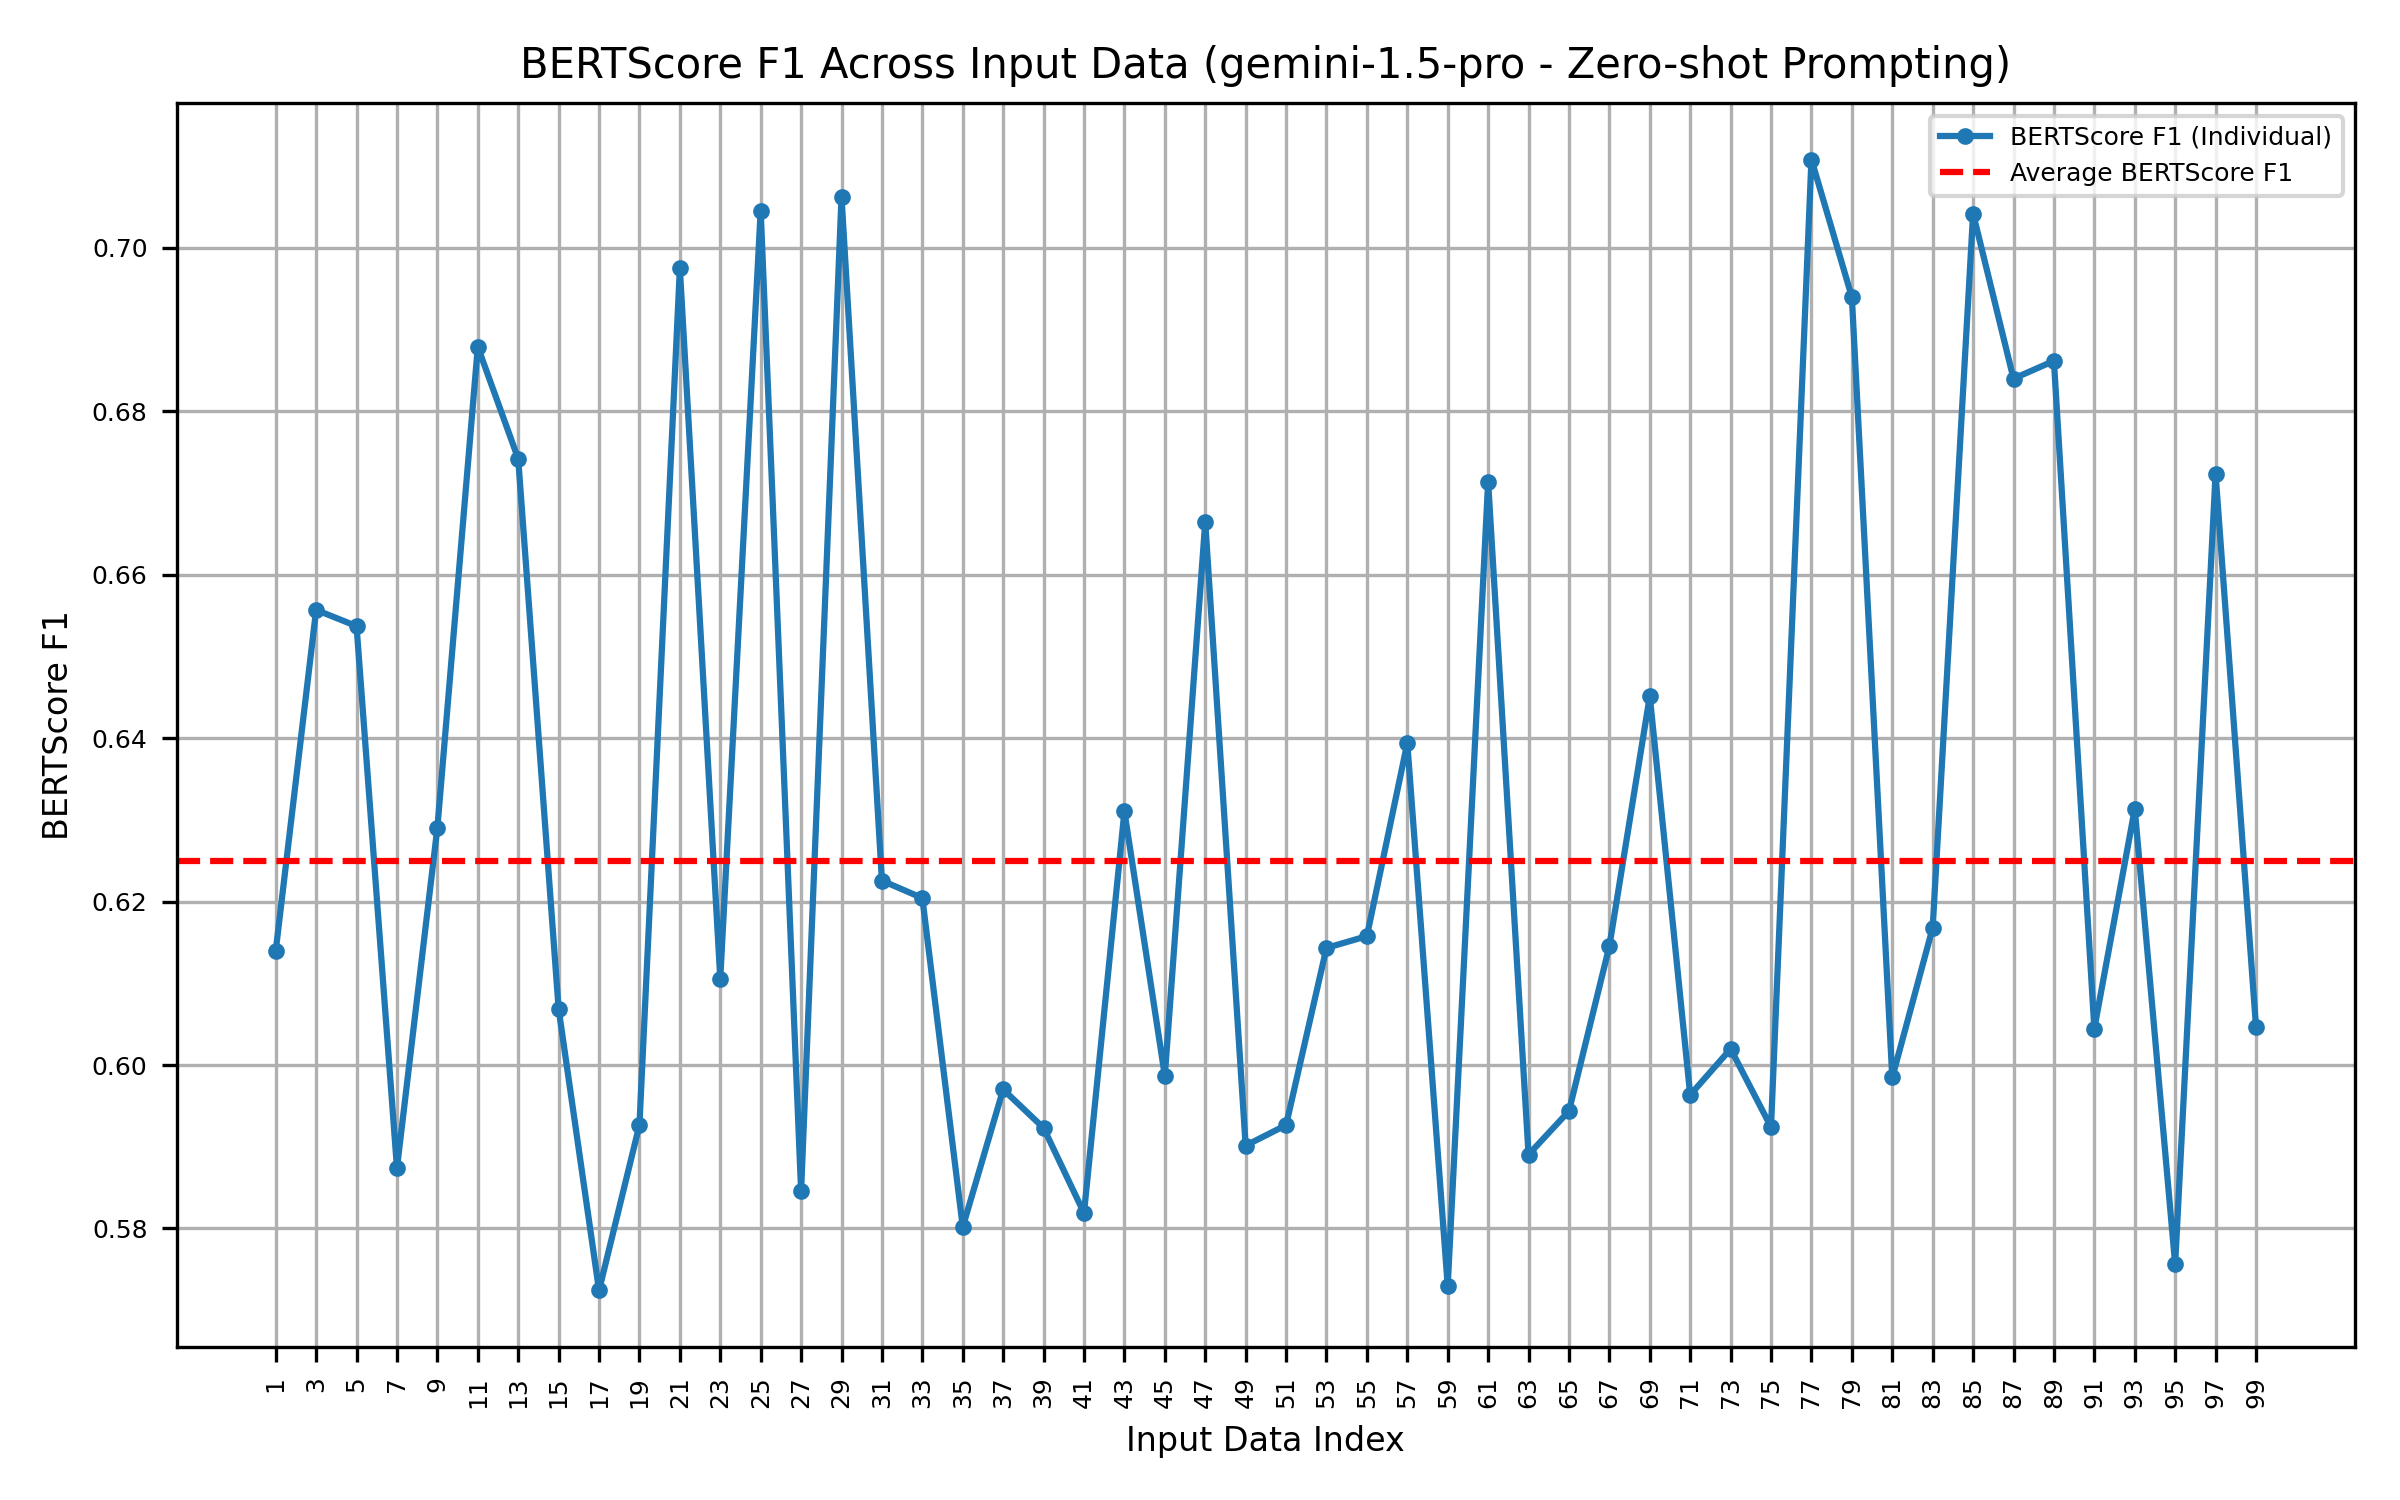 BERTScore F1 Across Input Data (gemini-1.5-pro - Zero-shot Prompting)
BERTScore F1 (Individual)
Average BERTScore F1
BERTScore F1
0.70
0.68
0.66
0.64
0.62
0.60
0.58
1 3 5 7 9 11 13 15 17 19 21 23 25 27 29 31 33 35 37 39 41 43 45 47 49 51 53 55 57 59 61 63 65 67 69 71 73 75 77 79 81 83 85 87 89 91 93 95 97 99
Input Data Index